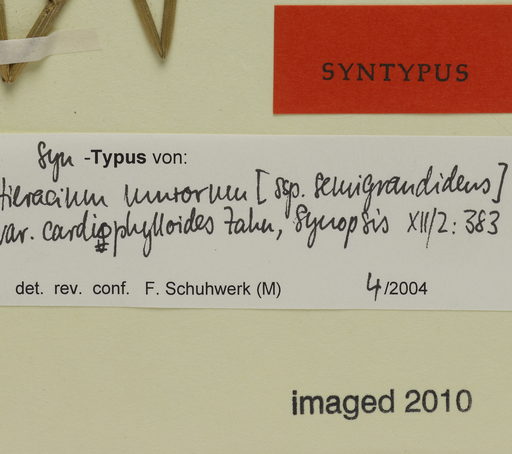 SYNTYPUS
Syn -Typus von:
Hieracium murorum [ssp. semigrandidens]
var. cardiophylloides Zahn, Synopsis XII/2: 383
det. rev. conf. F. Schuhwerk (M) 4/2004
imaged 2010